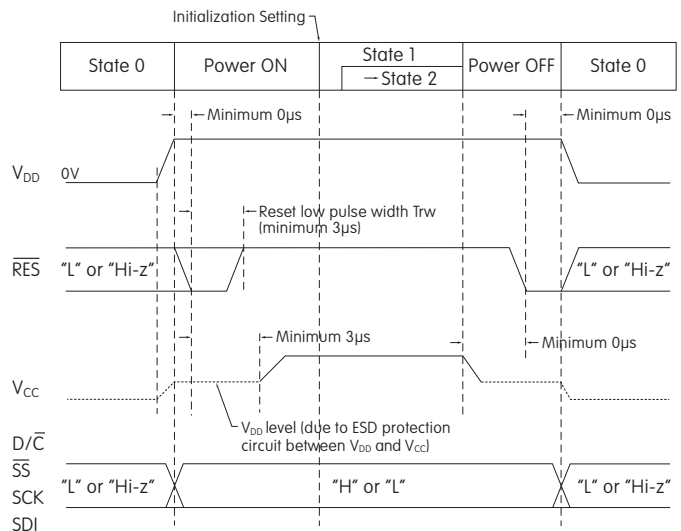 Initialization Setting
State 0
Power ON
State 1
State 2
Power OFF
State 0
Minimum 0µs
Minimum 0µs
VDD
0V
Reset low pulse width Trw
(minimum 3µs)
R̅E̅S̅
"L" or "Hi-z"
"L" or "Hi-z"
Minimum 3µs
Minimum 0µs
VCC
VDD level (due to ESD protection
circuit between VDD and VCC)
D/C̅
S̅S̅
SCK
SDI
"L" or "Hi-z"
"H" or "L"
"L" or "Hi-z"